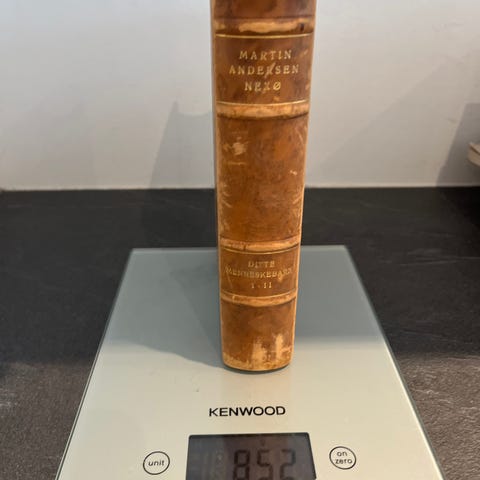 MARTIN
ANDERSEN
NEXØ
DITTE
MENNESKEBARN
I-II
KENWOOD
unit
852
on
zero